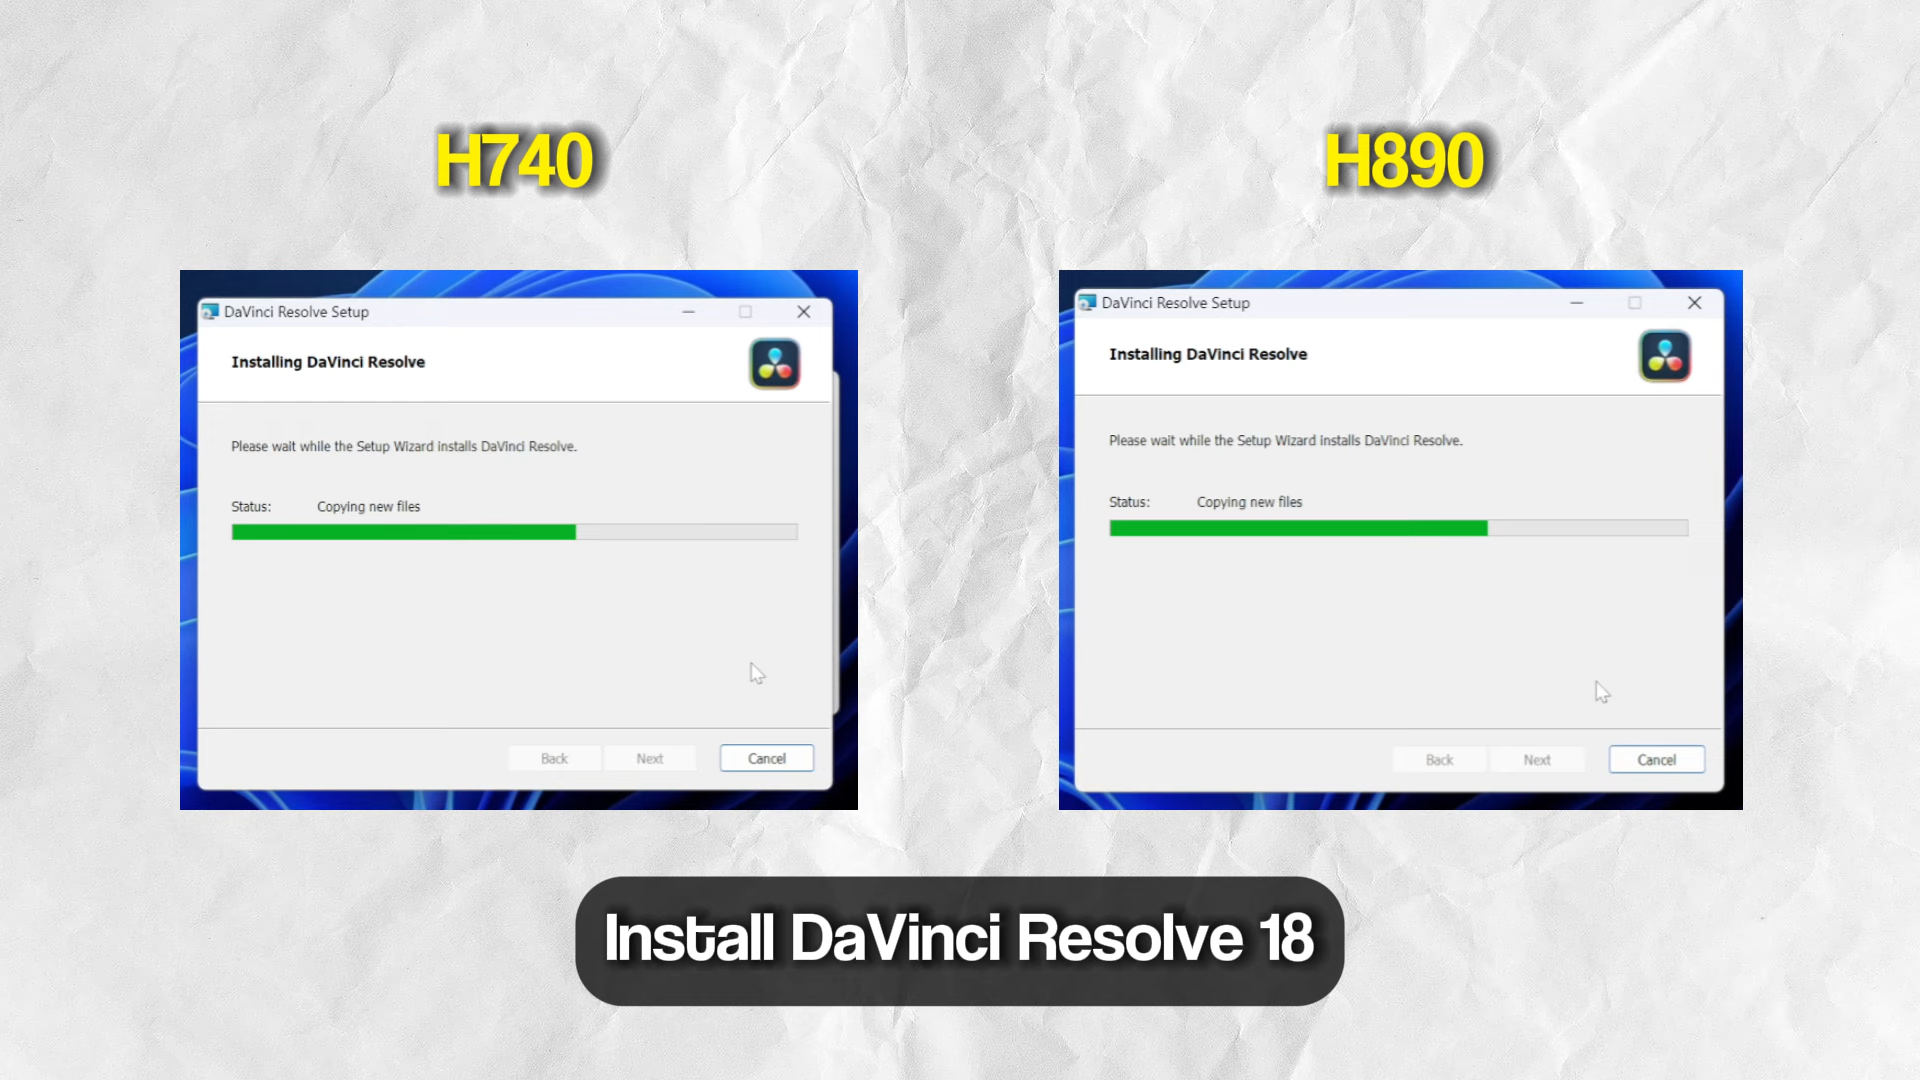 H740
DaVinci Resolve Setup
Installing DaVinci Resolve
Please wait while the Setup Wizard installs DaVinci Resolve.
Status: Copying new files
Back Next Cancel
H890
DaVinci Resolve Setup
Installing DaVinci Resolve
Please wait while the Setup Wizard installs DaVinci Resolve.
Status: Copying new files
Back Next Cancel
Install DaVinci Resolve 18